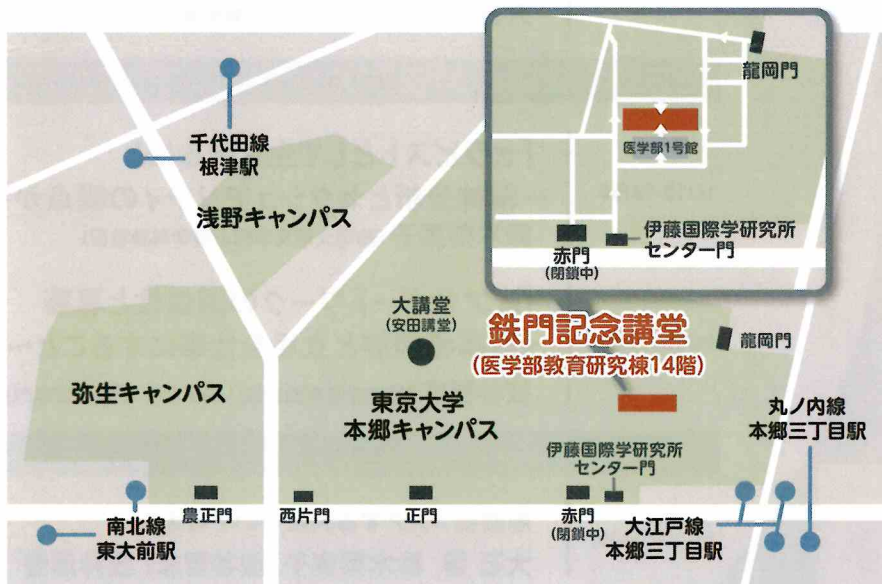 龍岡門
医学部1号館
赤門
(閉鎖中)
伊藤国際学研究所
センター門
千代田線
根津駅
浅野キャンパス
大講堂
(安田講堂)
鉄門記念講堂
(医学部教育研究棟14階)
龍岡門
弥生キャンパス
東京大学
本郷キャンパス
丸ノ内線
本郷三丁目駅
伊藤国際学研究所
センター門
農正門
西片門
正門
赤門
(閉鎖中)
南北線
東大前駅
大江戸線
本郷三丁目駅